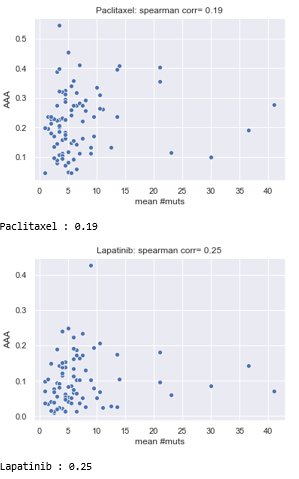 Paclitaxel: spearman corr= 0.19
0.5
0.4
0.3
0.2
0.1
AAA
0 5 10 15 20 25 30 35 40
mean #muts
Paclitaxel : 0.19
Lapatinib: spearman corr= 0.25
0.4
0.3
0.2
0.1
0.0
AAA
0 5 10 15 20 25 30 35 40
mean #muts
Lapatinib : 0.25